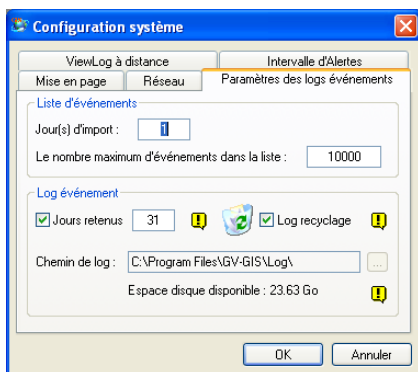 Configuration système
ViewLog à distance
Intervalle d'Alertes
Mise en page
Réseau
Paramètres des logs événements
Liste d'événements
Jour(s) d'import : 1
Le nombre maximum d'événements dans la liste : 10000
Log événement
Jours retenus 31
Log recyclage
Chemin de log : C:\Program Files\GV-GIS\Log\ ...
Espace disque disponible : 23.63 Go
OK
Annuler